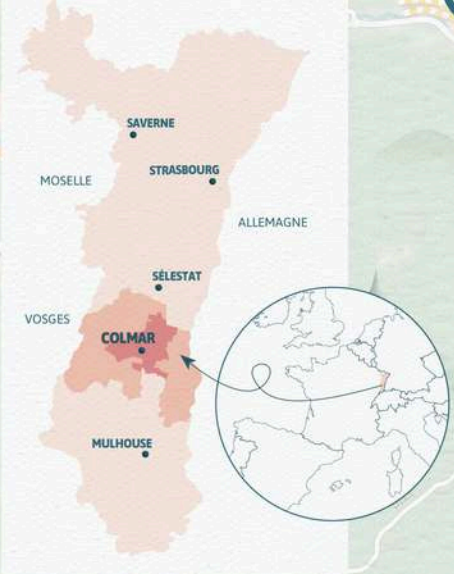 SAVERNE
STRASBOURG
MOSELLE
ALLEMAGNE
SÉLESTAT
VOSGES
COLMAR
MULHOUSE